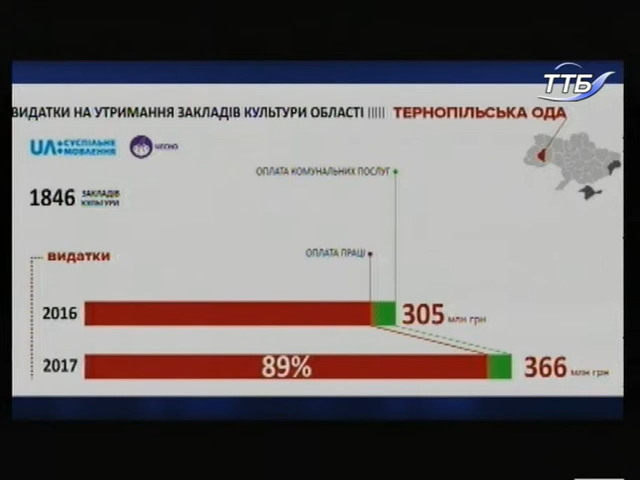 ТТБ
ВИДАТКИ НА УТРИМАННЯ ЗАКЛАДІВ КУЛЬТУРИ ОБЛАСТІ ТЕРНОПІЛЬСЬКА ОДА
UA: СУСПІЛЬНЕ
МОВЛЕННЯ
ЧЕСНО
ОПЛАТА КОМУНАЛЬНИХ ПОСЛУГ
1846 ЗАКЛАДІВ
КУЛЬТУРИ
ОПЛАТА ПРАЦІ
видатки
2016 305 млн грн
2017 89% 366 млн грн